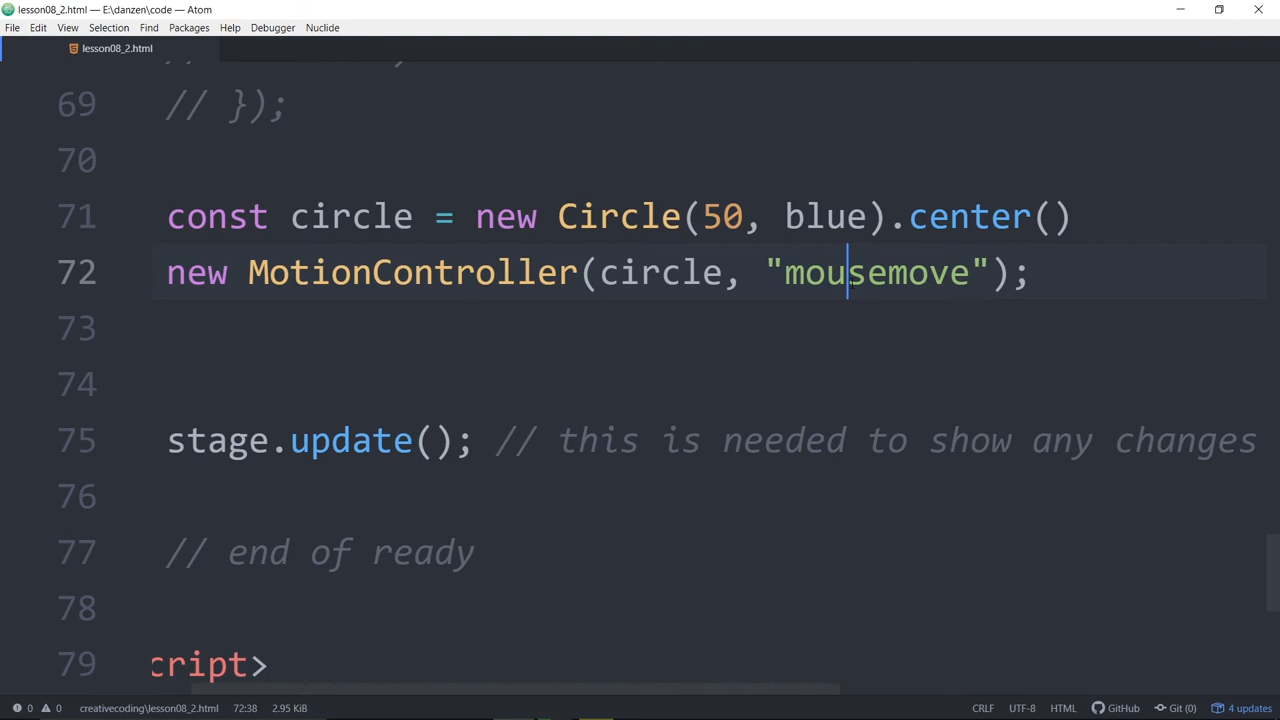 lesson08_2.html — E:\danzen\code — Atom
File Edit View Selection Find Packages Help Debugger Nuclide
lesson08_2.html
69 // });
70
71 const circle = new Circle(50, blue).center()
72 new MotionController(circle, "mousemove");
73
74
75 stage.update(); // this is needed to show any changes
76
77 // end of ready
78
79 cript>
0 0 creativecoding\lesson08_2.html 72:38 2.95 KiB CRLF UTF-8 HTML GitHub Git (0) 4 updates